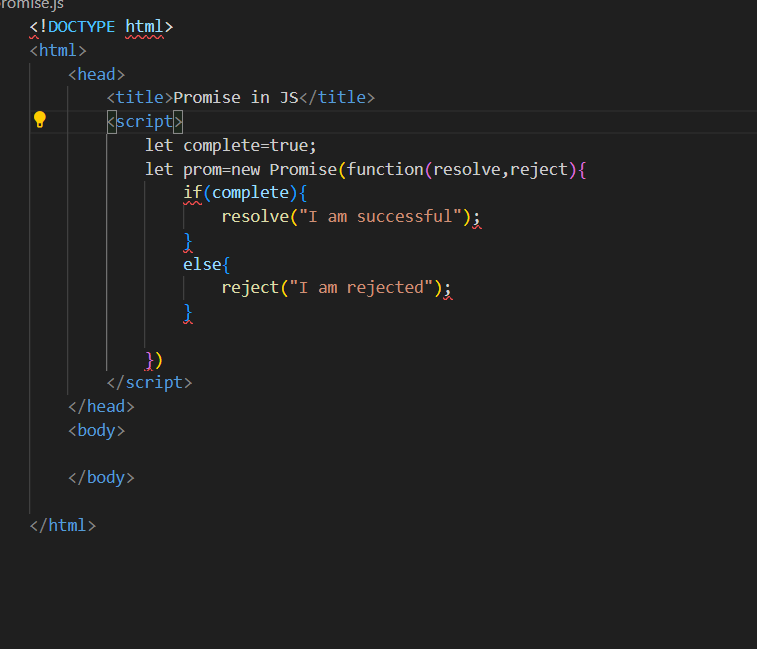 romise.js
<!DOCTYPE html>
<html>
<head>
<title>Promise in JS</title>
<script>
let complete=true;
let prom=new Promise(function(resolve,reject){
if(complete){
resolve("I am successful");
}
else{
reject("I am rejected");
}
})
</script>
</head>
<body>
</body>
</html>